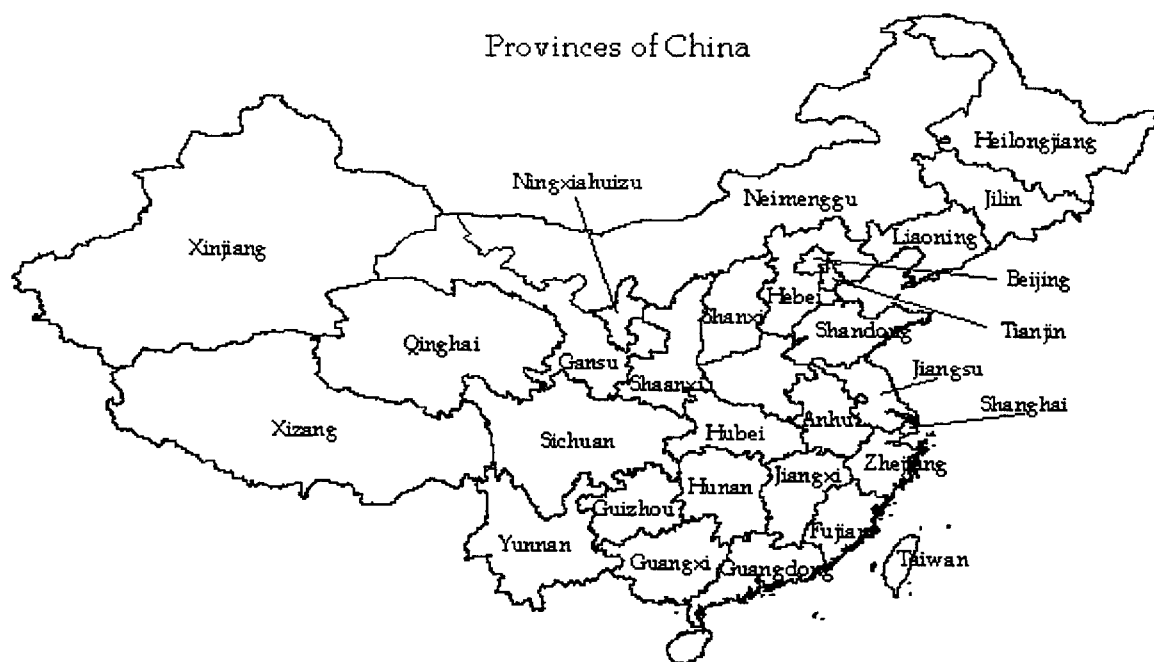 Provinces of China
Heilongjiang
Ningxiahuizu
Neimenggu
Jilin
Liaoning
Xinjiang
Beijing
Hebei
Shanxi
Shandong
Tianjin
Qinghai
Gansu
Jiangsu
Shaanxi
Shanghai
Anhui
Xizang
Sichuan
Hubei
Zhejiang
Jiangxi
Hunan
Guizhou
Fujian
Yunnan
Guangxi
Guangdong
Taiwan